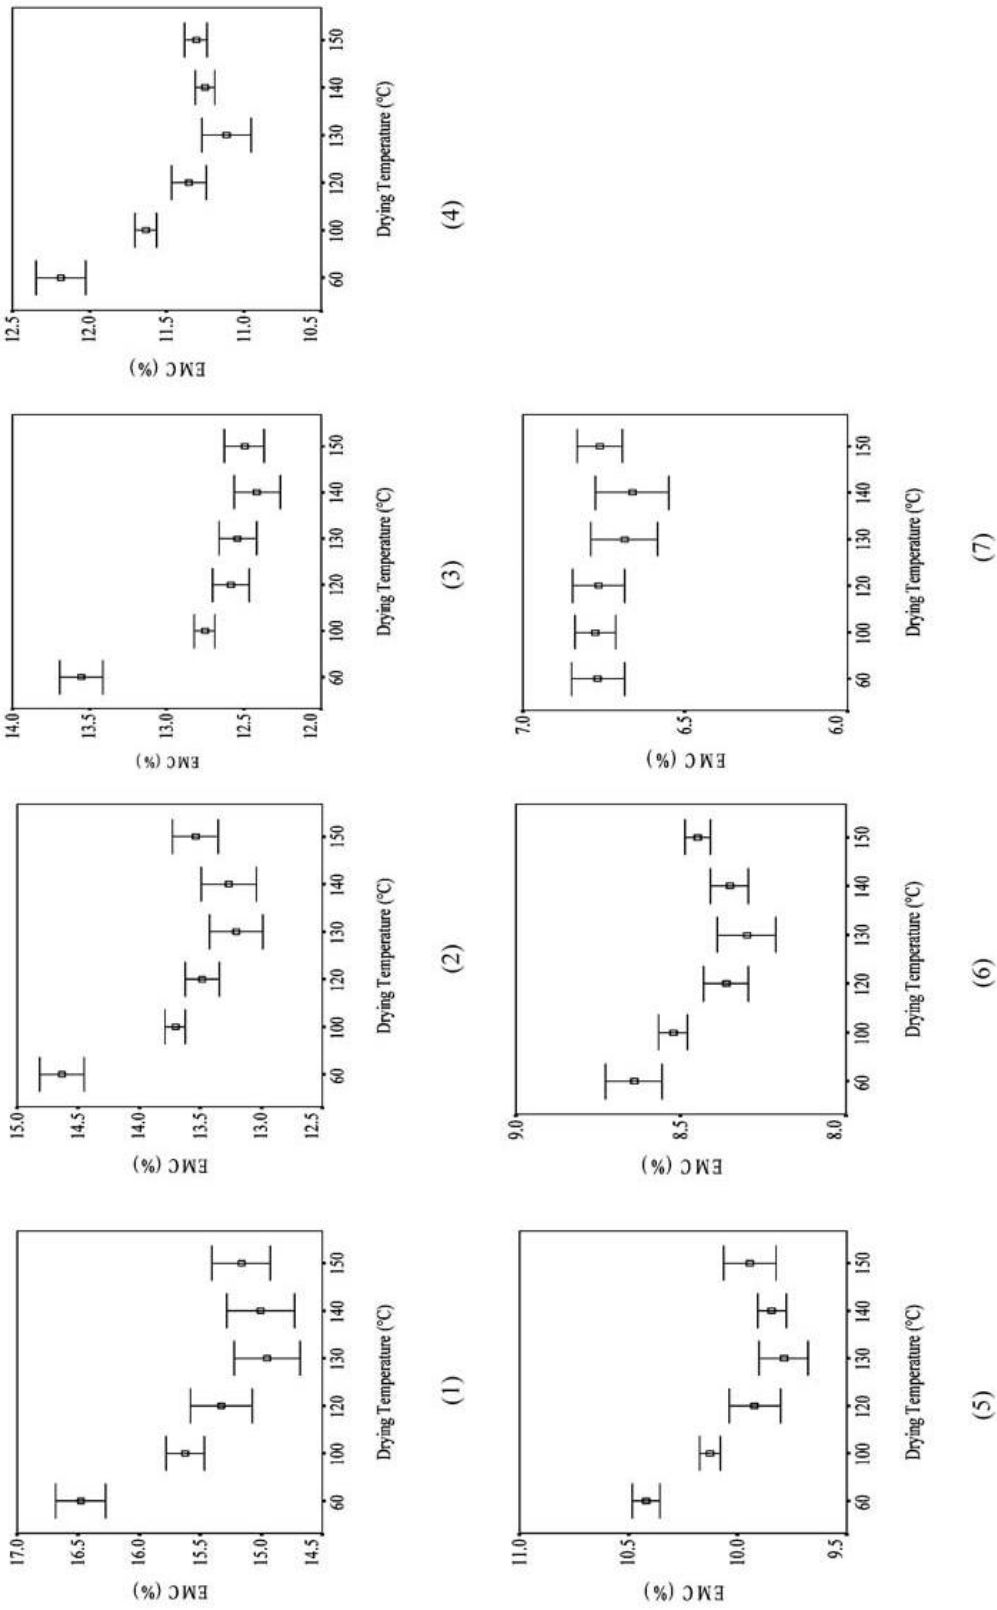 EMC (%)
17.0
16.5
16.0
15.5
15.0
14.5
60 100 120 130 140 150
Drying Temperature (°C)
(1)
EMC (%)
15.0
14.5
14.0
13.5
13.0
12.5
60 100 120 130 140 150
Drying Temperature (°C)
(2)
EMC (%)
14.0
13.5
13.0
12.5
12.0
60 100 120 130 140 150
Drying Temperature (°C)
(3)
EMC (%)
12.5
12.0
11.5
11.0
10.5
60 100 120 130 140 150
Drying Temperature (°C)
(4)
EMC (%)
11.0
10.5
10.0
9.5
60 100 120 130 140 150
Drying Temperature (°C)
(5)
EMC (%)
9.0
8.5
8.0
60 100 120 130 140 150
Drying Temperature (°C)
(6)
EMC (%)
7.0
6.5
6.0
60 100 120 130 140 150
Drying Temperature (°C)
(7)